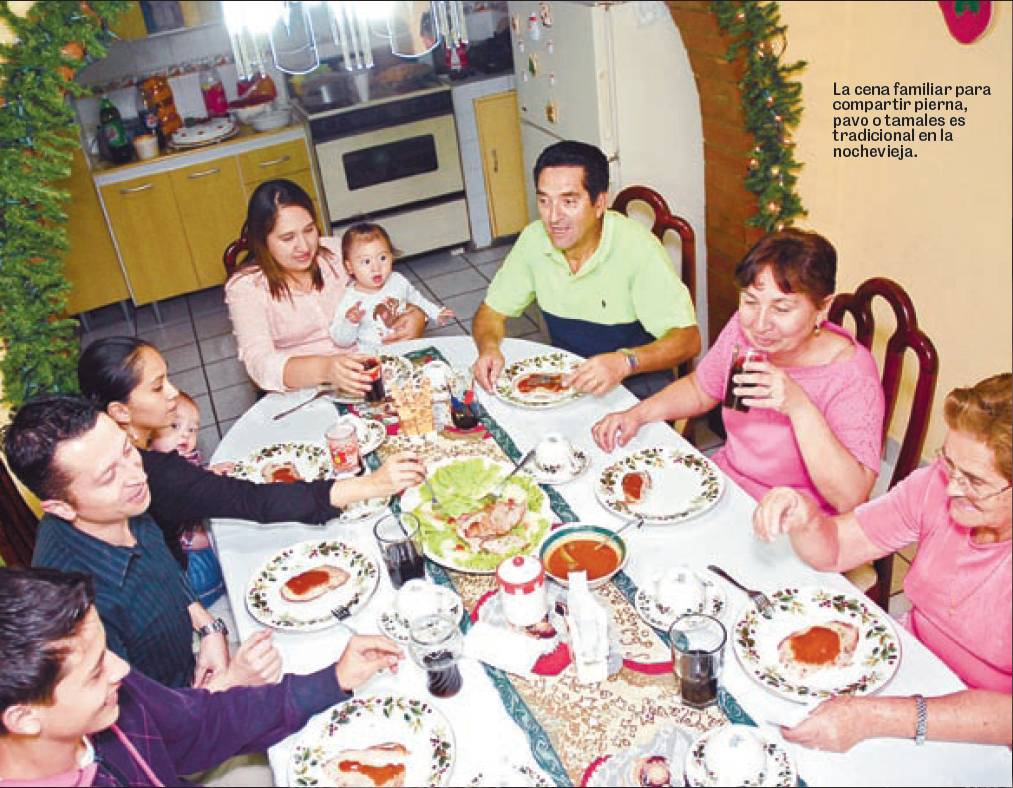 La cena familiar para
compartir pierna,
pavo o tamales es
tradicional en la
nochevieja.